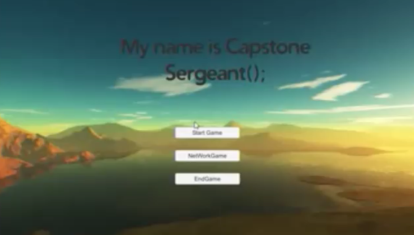 My name is Capstone
Sergeant();
Start Game
NetWorkGame
EndGame